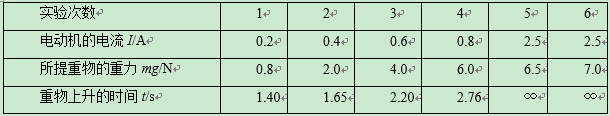 实验次数 1 2 3 4 5 6
电动机的电流 I/A 0.2 0.4 0.6 0.8 2.5 2.5
所提重物的重力 mg/N 0.8 2.0 4.0 6.0 6.5 7.0
重物上升的时间 t/s 1.40 1.65 2.20 2.76 ∞ ∞